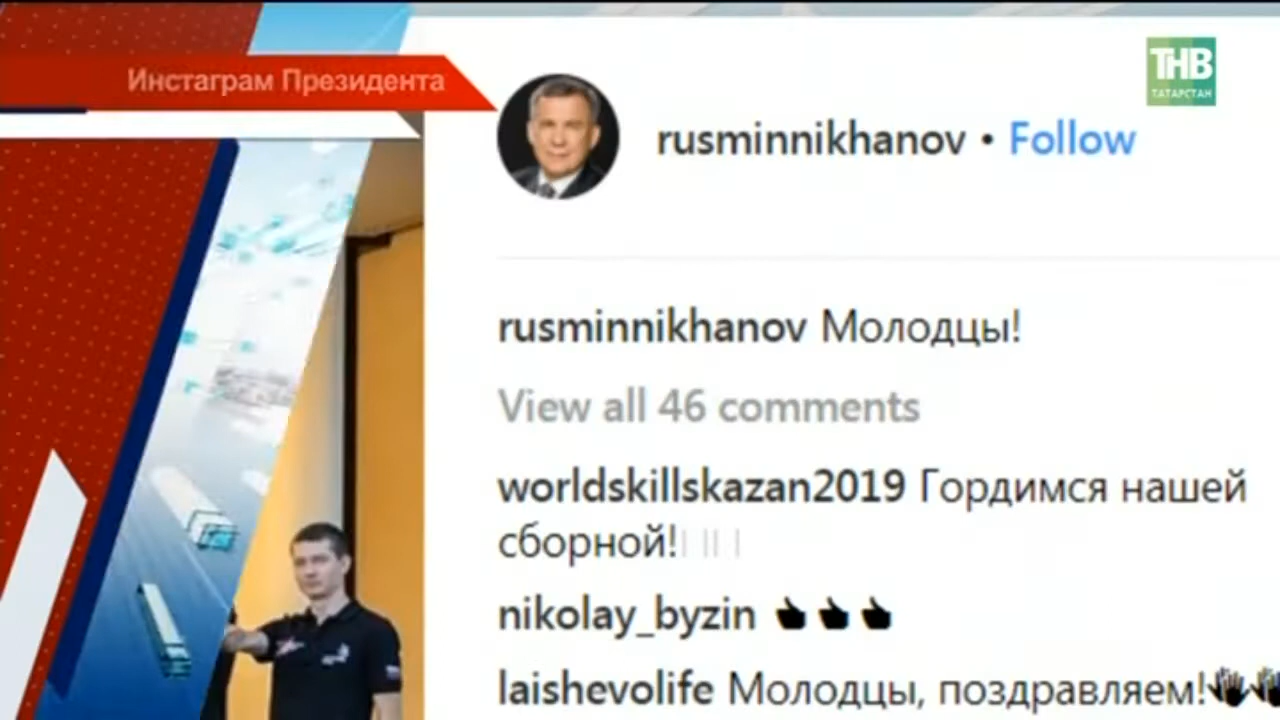 Инстаграм Президента
ТНВ
ТАТАРСТАН
rusminnikhanov • Follow
rusminnikhanov Молодцы!
View all 46 comments
worldskillskazan2019 Гордимся нашей
сборной!
nikolay_byzin 👍👍👍
laishevolife Молодцы, поздравляем!👋👋